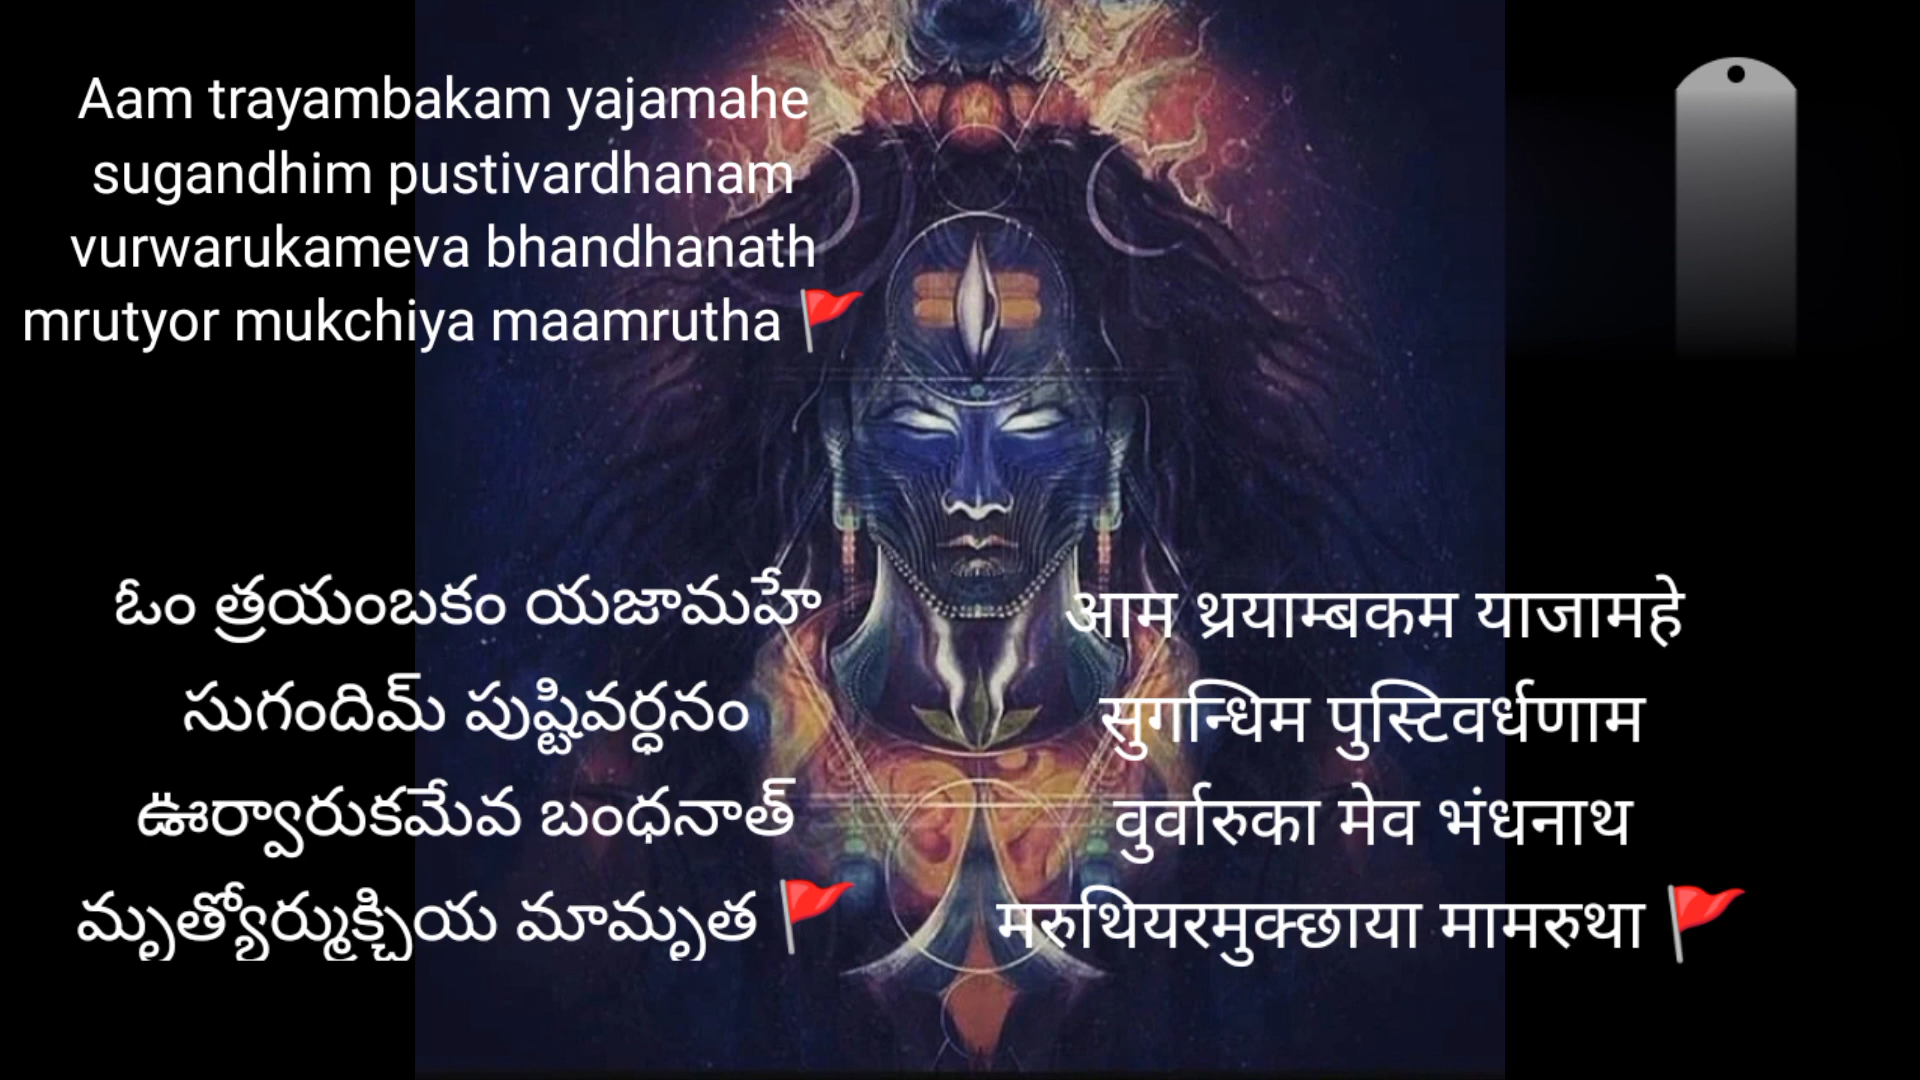 Aam trayambakam yajamahe
sugandhim pustivardhanam
vurwarukameva bhandhanath
mrutyor mukchiya maamrutha 🚩
ఓం త్రయంబకం యజామహే
సుగందిమ్ పుష్టివర్ధనం
ఊర్వారుకమేవ బంధనాత్
మృత్యోర్ముక్చియ మామృత 🚩
आम थ्रयाम्बकम याजामहे
सुगन्धिम पुस्टिवर्धणाम
वुर्वारुका मेव भंधनाथ
मरुथियरमुक्छाया मामरुथा 🚩